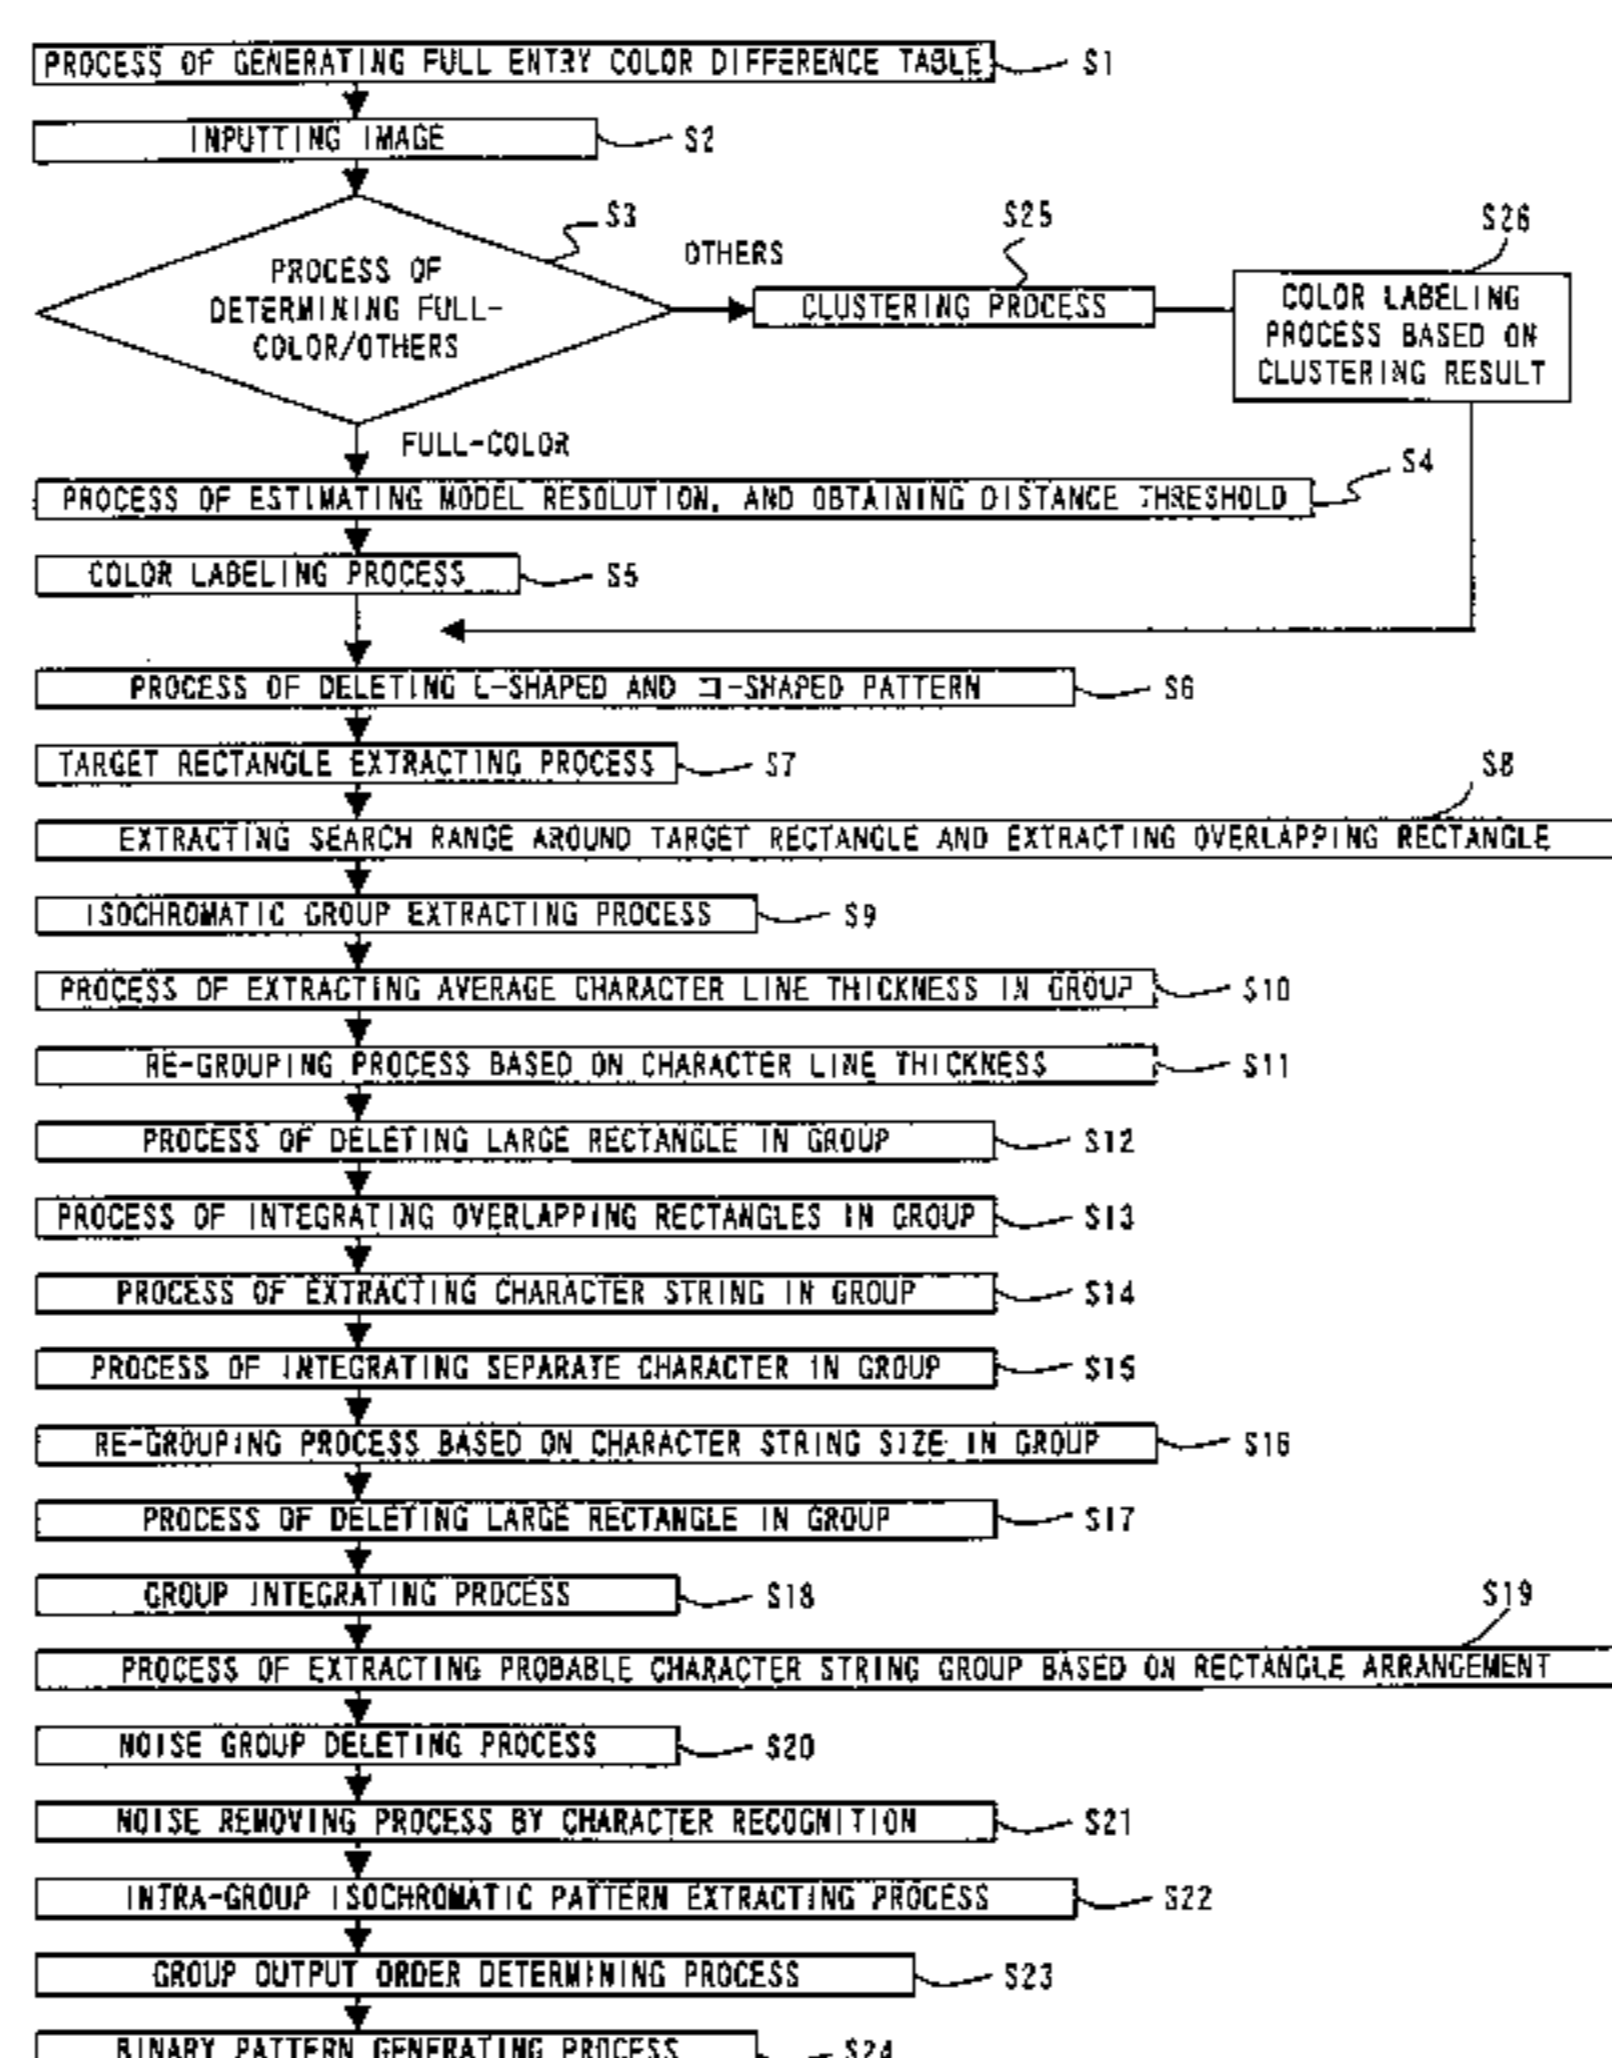 PROCESS OF GENERATING FULL ENTRY COLOR DIFFERENCE TABLE S1
INPUTTING IMAGE S2
S3
PROCESS OF
DETERMINING FULL-
COLOR/OTHERS
OTHERS
S25
CLUSTERING PROCESS
S26
COLOR LABELING
PROCESS BASED ON
CLUSTERING RESULT
FULL-COLOR
PROCESS OF ESTIMATING MODEL RESOLUTION, AND OBTAINING DISTANCE THRESHOLD S4
COLOR LABELING PROCESS S5
PROCESS OF DELETING L-SHAPED AND コ-SHAPED PATTERN S6
TARGET RECTANGLE EXTRACTING PROCESS S7
S8
EXTRACTING SEARCH RANGE AROUND TARGET RECTANGLE AND EXTRACTING OVERLAPPING RECTANGLE
ISOCHROMATIC GROUP EXTRACTING PROCESS S9
PROCESS OF EXTRACTING AVERAGE CHARACTER LINE THICKNESS IN GROUP S10
RE-GROUPING PROCESS BASED ON CHARACTER LINE THICKNESS S11
PROCESS OF DELETING LARGE RECTANGLE IN GROUP S12
PROCESS OF INTEGRATING OVERLAPPING RECTANGLES IN GROUP S13
PROCESS OF EXTRACTING CHARACTER STRING IN GROUP S14
PROCESS OF INTEGRATING SEPARATE CHARACTER IN GROUP S15
RE-GROUPING PROCESS BASED ON CHARACTER STRING SIZE IN GROUP S16
PROCESS OF DELETING LARGE RECTANGLE IN GROUP S17
GROUP INTEGRATING PROCESS S18
S19
PROCESS OF EXTRACTING PROBABLE CHARACTER STRING GROUP BASED ON RECTANGLE ARRANGEMENT
NOISE GROUP DELETING PROCESS S20
NOISE REMOVING PROCESS BY CHARACTER RECOGNITION S21
INTRA-GROUP ISOCHROMATIC PATTERN EXTRACTING PROCESS S22
GROUP OUTPUT ORDER DETERMINING PROCESS S23
BINARY PATTERN GENERATING PROCESS S24